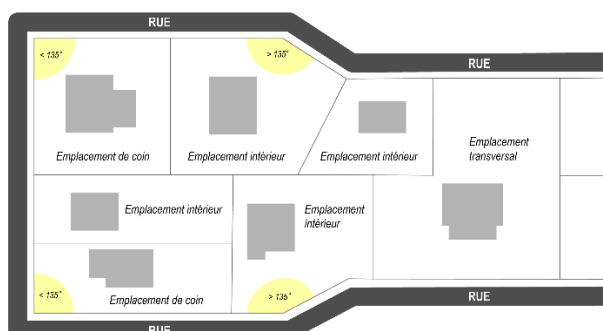 RUE
< 135°
> 135°
RUE
Emplacement de coin
Emplacement intérieur
Emplacement intérieur
Emplacement
transversal
Emplacement intérieur
Emplacement
intérieur
< 135°
Emplacement de coin
> 135°
RUE
RUE